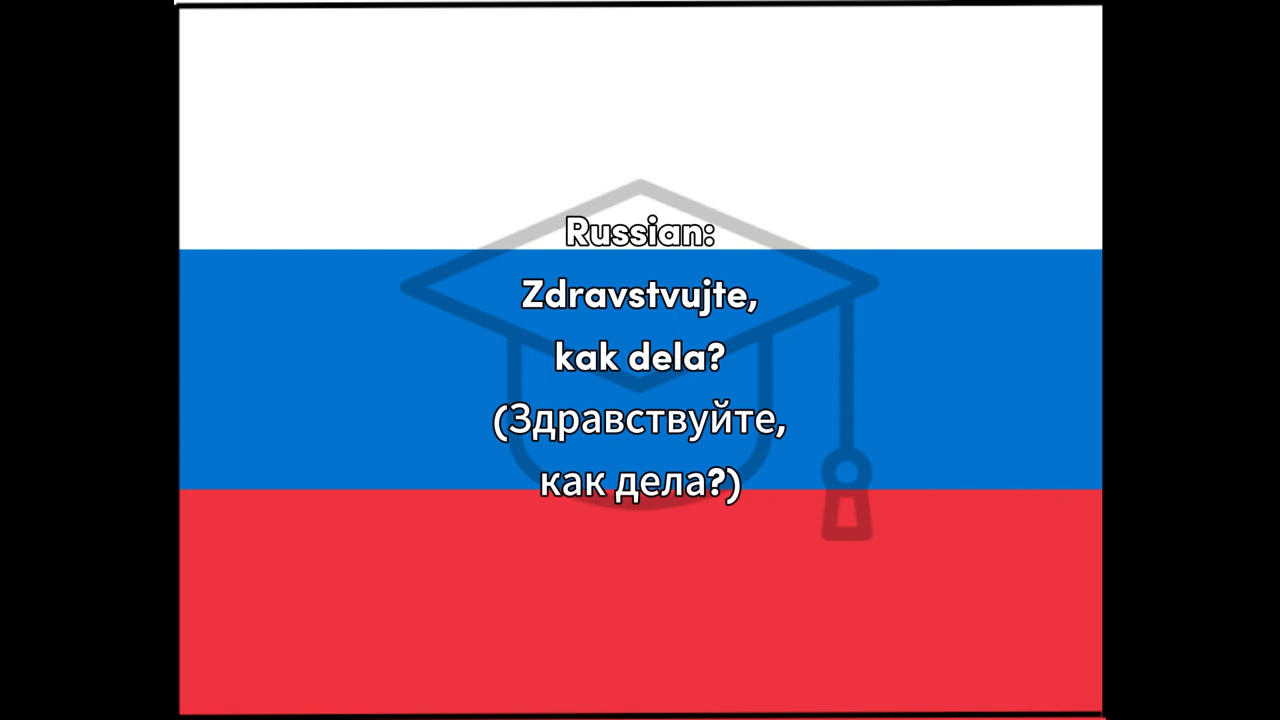 Russian:
Zdravstvujte,
kak dela?
(Здравствуйте,
как дела?)